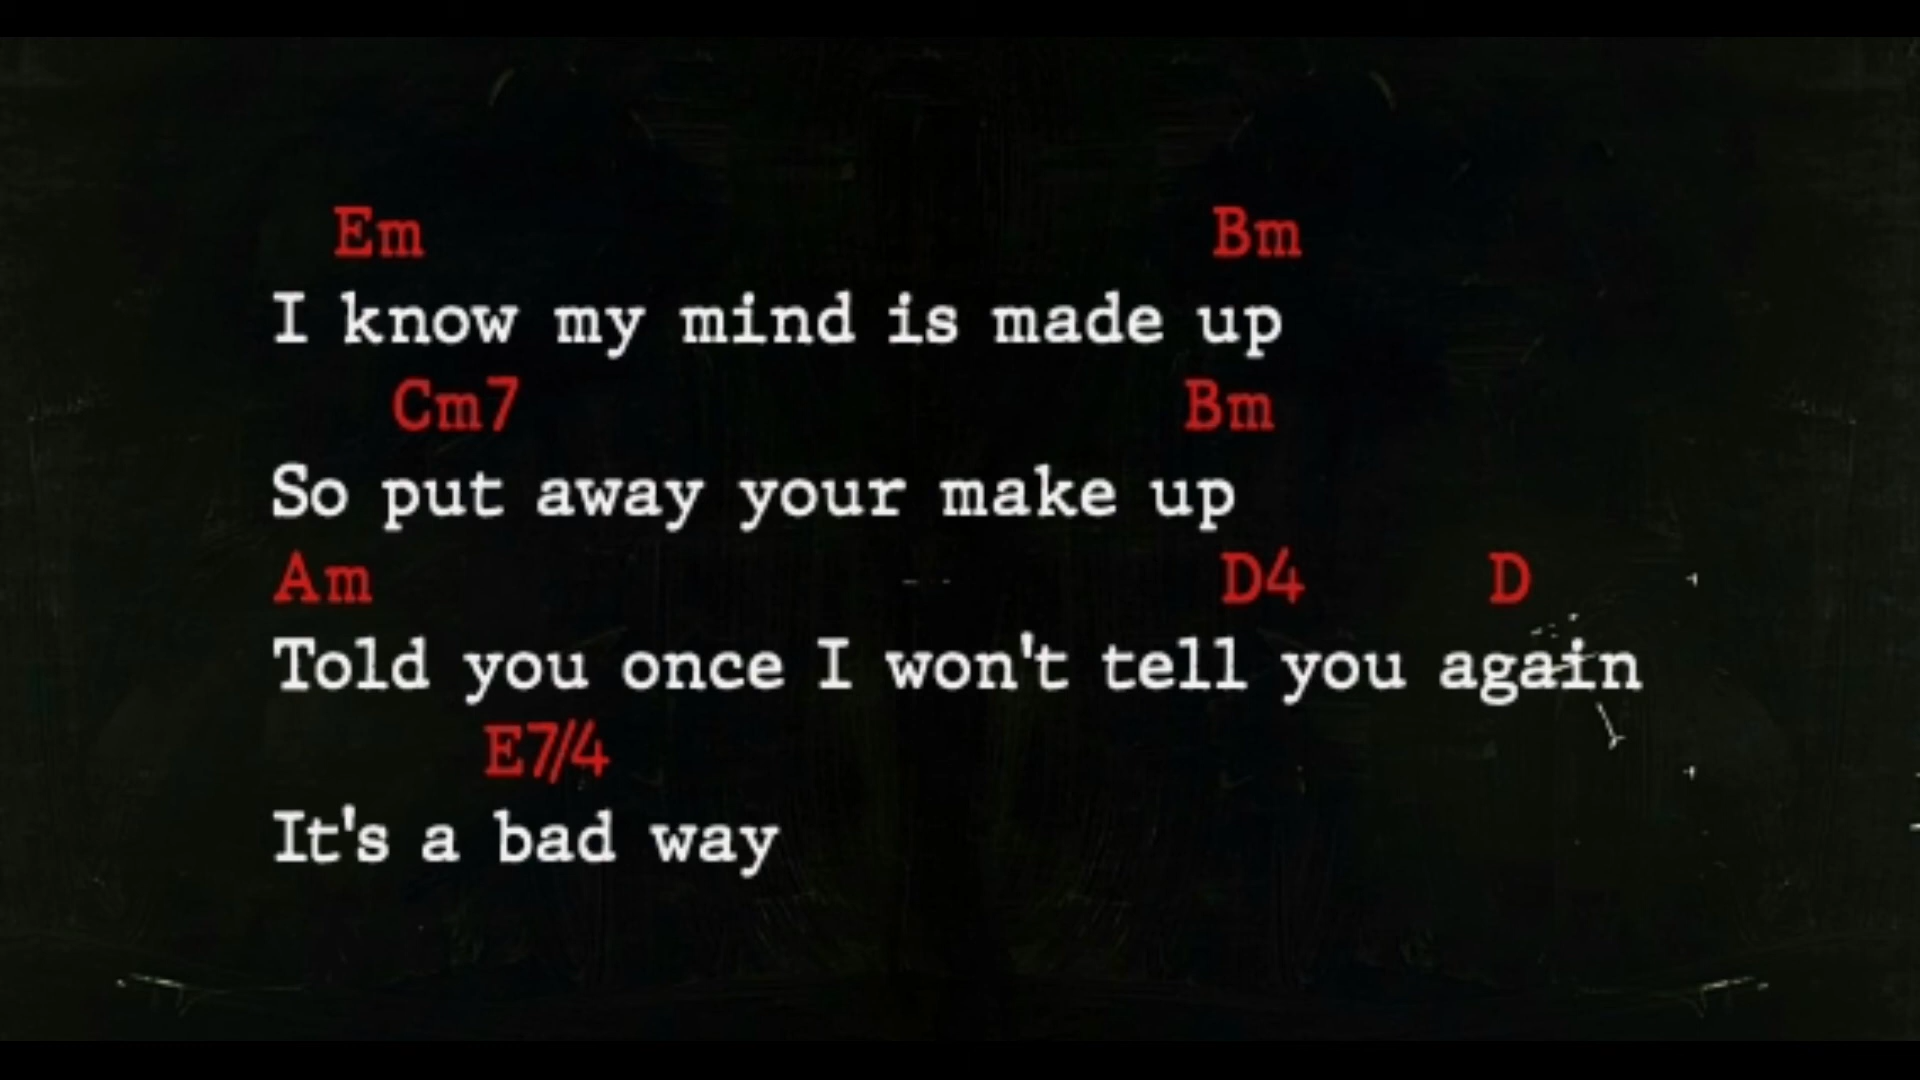 Em Bm
I know my mind is made up
Cm7 Bm
So put away your make up
Am D4 D
Told you once I won't tell you again
E7/4
It's a bad way